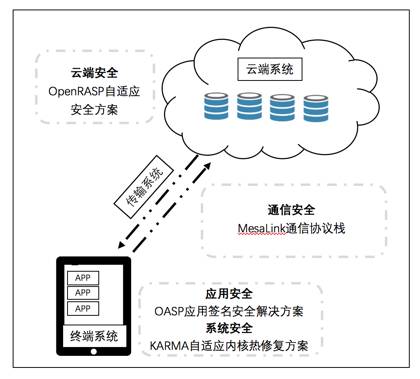 云端安全
OpenRASP自适应
安全方案
云端系统
传输系统
通信安全
MesaLink通信协议栈
APP
APP
APP
终端系统
应用安全
OASP应用签名安全解决方案
系统安全
KARMA自适应内核热修复方案